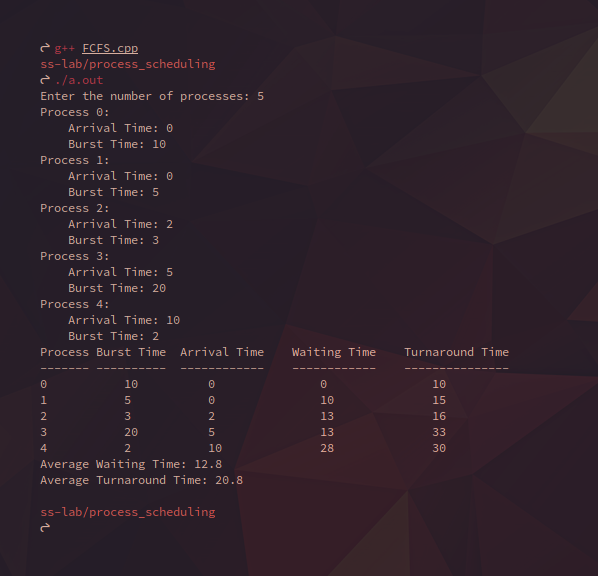 g++ FCFS.cpp
ss-lab/process_scheduling
./a.out
Enter the number of processes: 5
Process 0:
    Arrival Time: 0
    Burst Time: 10
Process 1:
    Arrival Time: 0
    Burst Time: 5
Process 2:
    Arrival Time: 2
    Burst Time: 3
Process 3:
    Arrival Time: 5
    Burst Time: 20
Process 4:
    Arrival Time: 10
    Burst Time: 2
Process Burst Time  Arrival Time    Waiting Time    Turnaround Time
------- ----------  ------------    ------------    ---------------
0           10          0               0               10
1           5           0               10              15
2           3           2               13              16
3           20          5               13              33
4           2           10              28              30
Average Waiting Time: 12.8
Average Turnaround Time: 20.8
ss-lab/process_scheduling